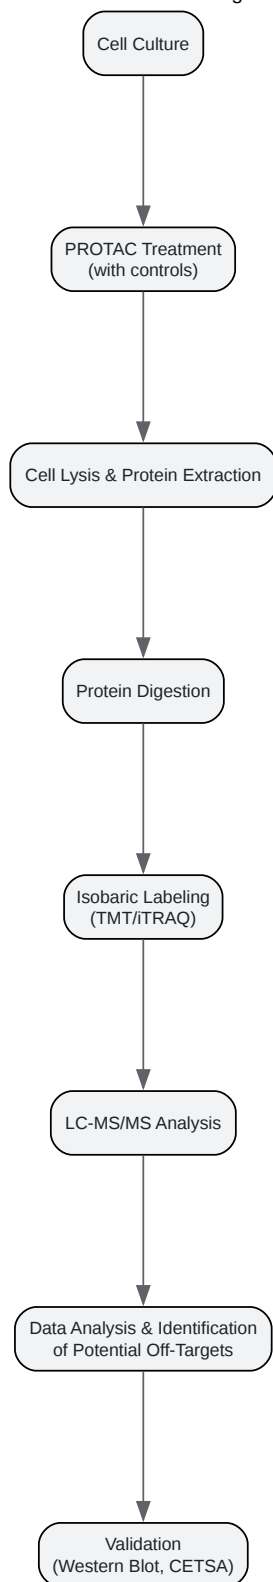 Cell Culture
PROTAC Treatment
(with controls)
Cell Lysis & Protein Extraction
Protein Digestion
Isobaric Labeling
(TMT/iTRAQ)
LC-MS/MS Analysis
Data Analysis & Identification
of Potential Off-Targets
Validation
(Western Blot, CETSA)